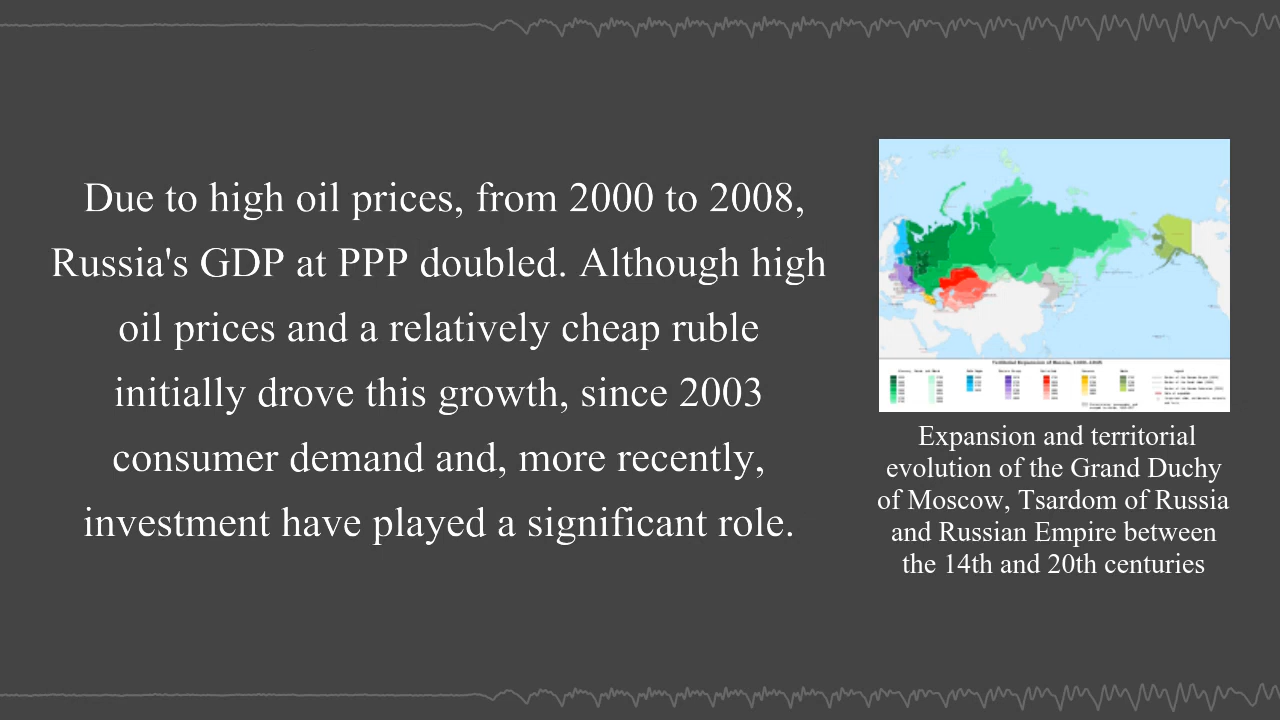 Due to high oil prices, from 2000 to 2008,
Russia's GDP at PPP doubled. Although high
oil prices and a relatively cheap ruble
initially drove this growth, since 2003
consumer demand and, more recently,
investment have played a significant role.
Expansion and territorial
evolution of the Grand Duchy
of Moscow, Tsardom of Russia
and Russian Empire between
the 14th and 20th centuries